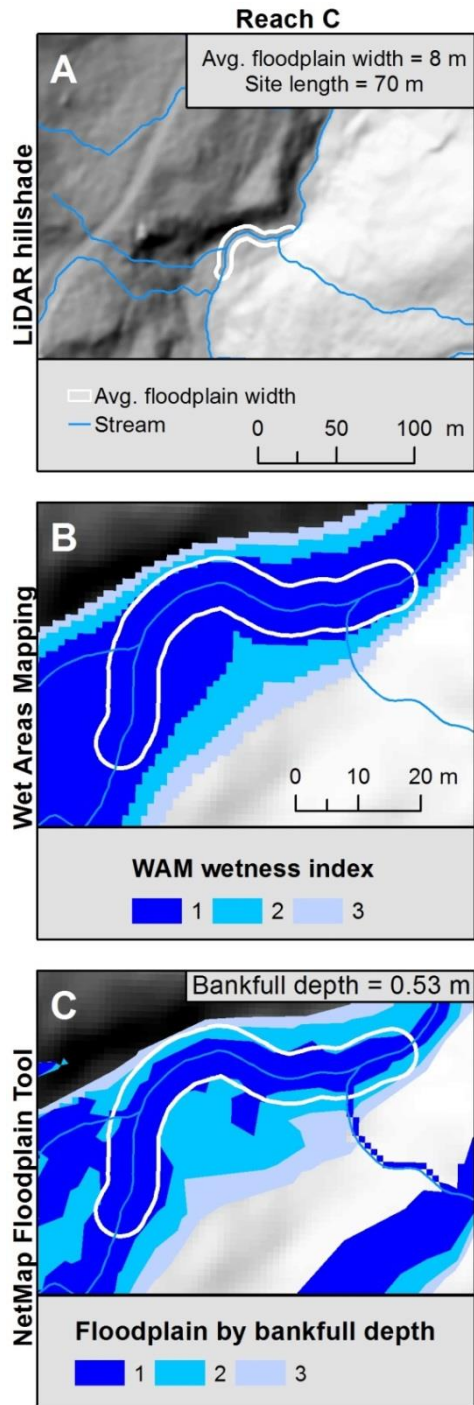 Reach C
LiDAR hillshade
A
Avg. floodplain width = 8 m
Site length = 70 m
Avg. floodplain width
Stream
0 50 100 m
Wet Areas Mapping
B
0 10 20 m
WAM wetness index
1 2 3
NetMap Floodplain Tool
C
Bankfull depth = 0.53 m
Floodplain by bankfull depth
1 2 3